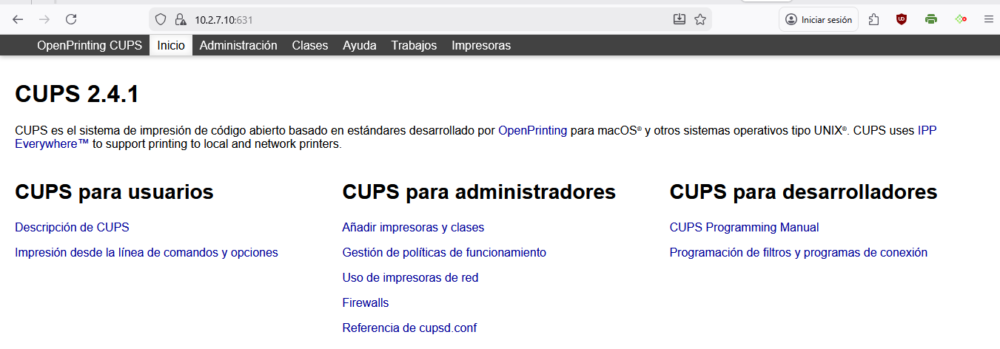 10.2.7.10:631
Iniciar sesión
OpenPrinting CUPS Inicio Administración Clases Ayuda Trabajos Impresoras
CUPS 2.4.1
CUPS es el sistema de impresión de código abierto basado en estándares desarrollado por OpenPrinting para macOS® y otros sistemas operativos tipo UNIX®. CUPS uses IPP
Everywhere™ to support printing to local and network printers.
CUPS para usuarios
Descripción de CUPS
Impresión desde la línea de comandos y opciones
CUPS para administradores
Añadir impresoras y clases
Gestión de políticas de funcionamiento
Uso de impresoras de red
Firewalls
Referencia de cupsd.conf
CUPS para desarrolladores
CUPS Programming Manual
Programación de filtros y programas de conexión